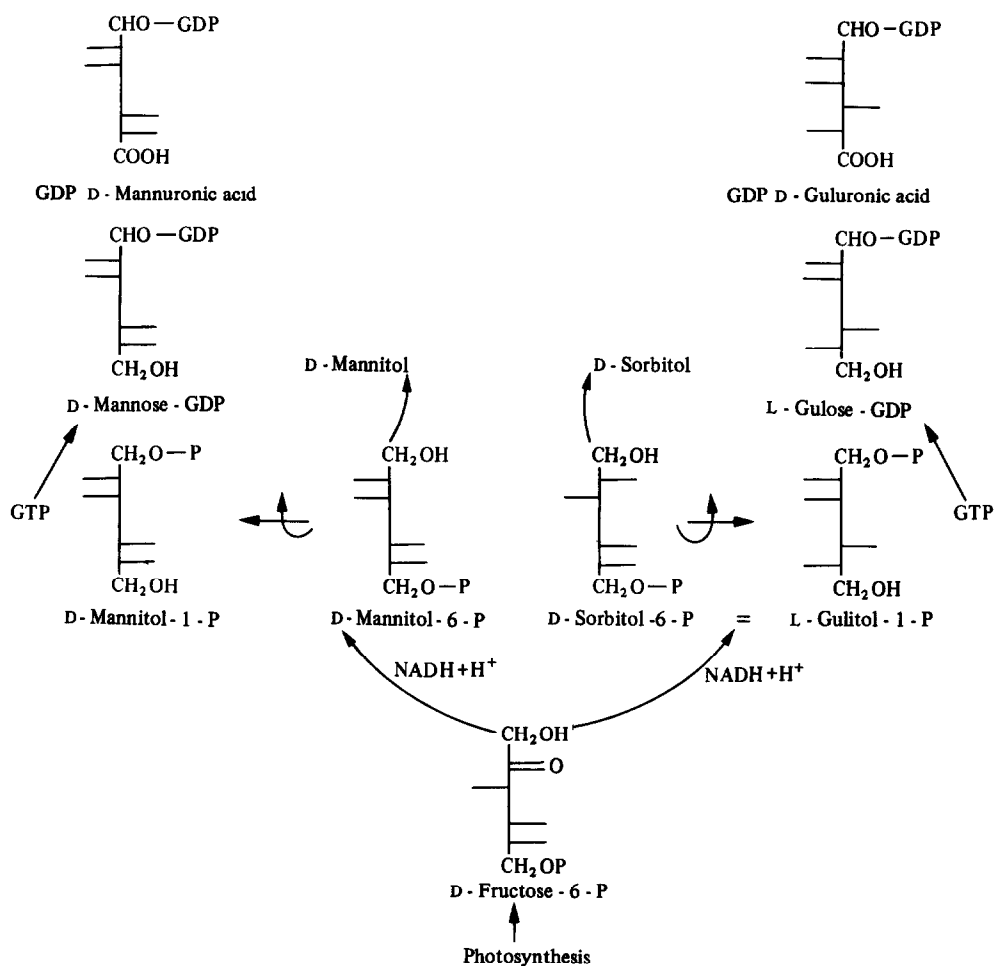 CHO—GDP
CHO—GDP
COOH
COOH
GDP D - Mannuronic acid
GDP D - Guluronic acid
CHO—GDP
CHO—GDP
CH₂OH
CH₂OH
D - Mannitol
D - Sorbitol
D - Mannose - GDP
L - Gulose - GDP
CH₂O—P
CH₂OH
CH₂OH
CH₂O—P
GTP
GTP
CH₂OH
CH₂O—P
CH₂O—P
CH₂OH
D-Mannitol - 1 - P
D-Mannitol - 6 - P
D-Sorbitol -6 - P =
L - Gulitol - 1 - P
NADH+H⁺
NADH+H⁺
CH₂OH
O
CH₂OP
D - Fructose - 6 - P
Photosynthesis